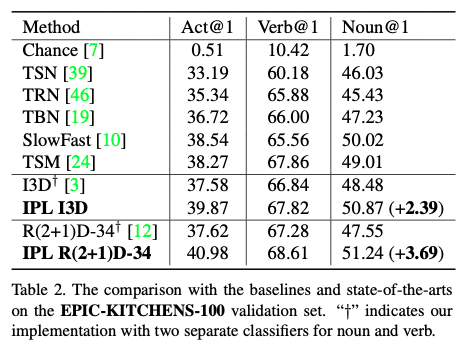 Method Act@1 Verb@1 Noun@1
Chance [7] 0.51 10.42 1.70
TSN [39] 33.19 60.18 46.03
TRN [46] 35.34 65.88 45.43
TBN [19] 36.72 66.00 47.23
SlowFast [10] 38.54 65.56 50.02
TSM [24] 38.27 67.86 49.01
I3D† [3] 37.58 66.84 48.48
IPL I3D 39.87 67.82 50.87 (+2.39)
R(2+1)D-34† [12] 37.62 67.28 47.55
IPL R(2+1)D-34 40.98 68.61 51.24 (+3.69)
Table 2. The comparison with the baselines and state-of-the-arts
on the EPIC-KITCHENS-100 validation set. “†” indicates our
implementation with two separate classifiers for noun and verb.